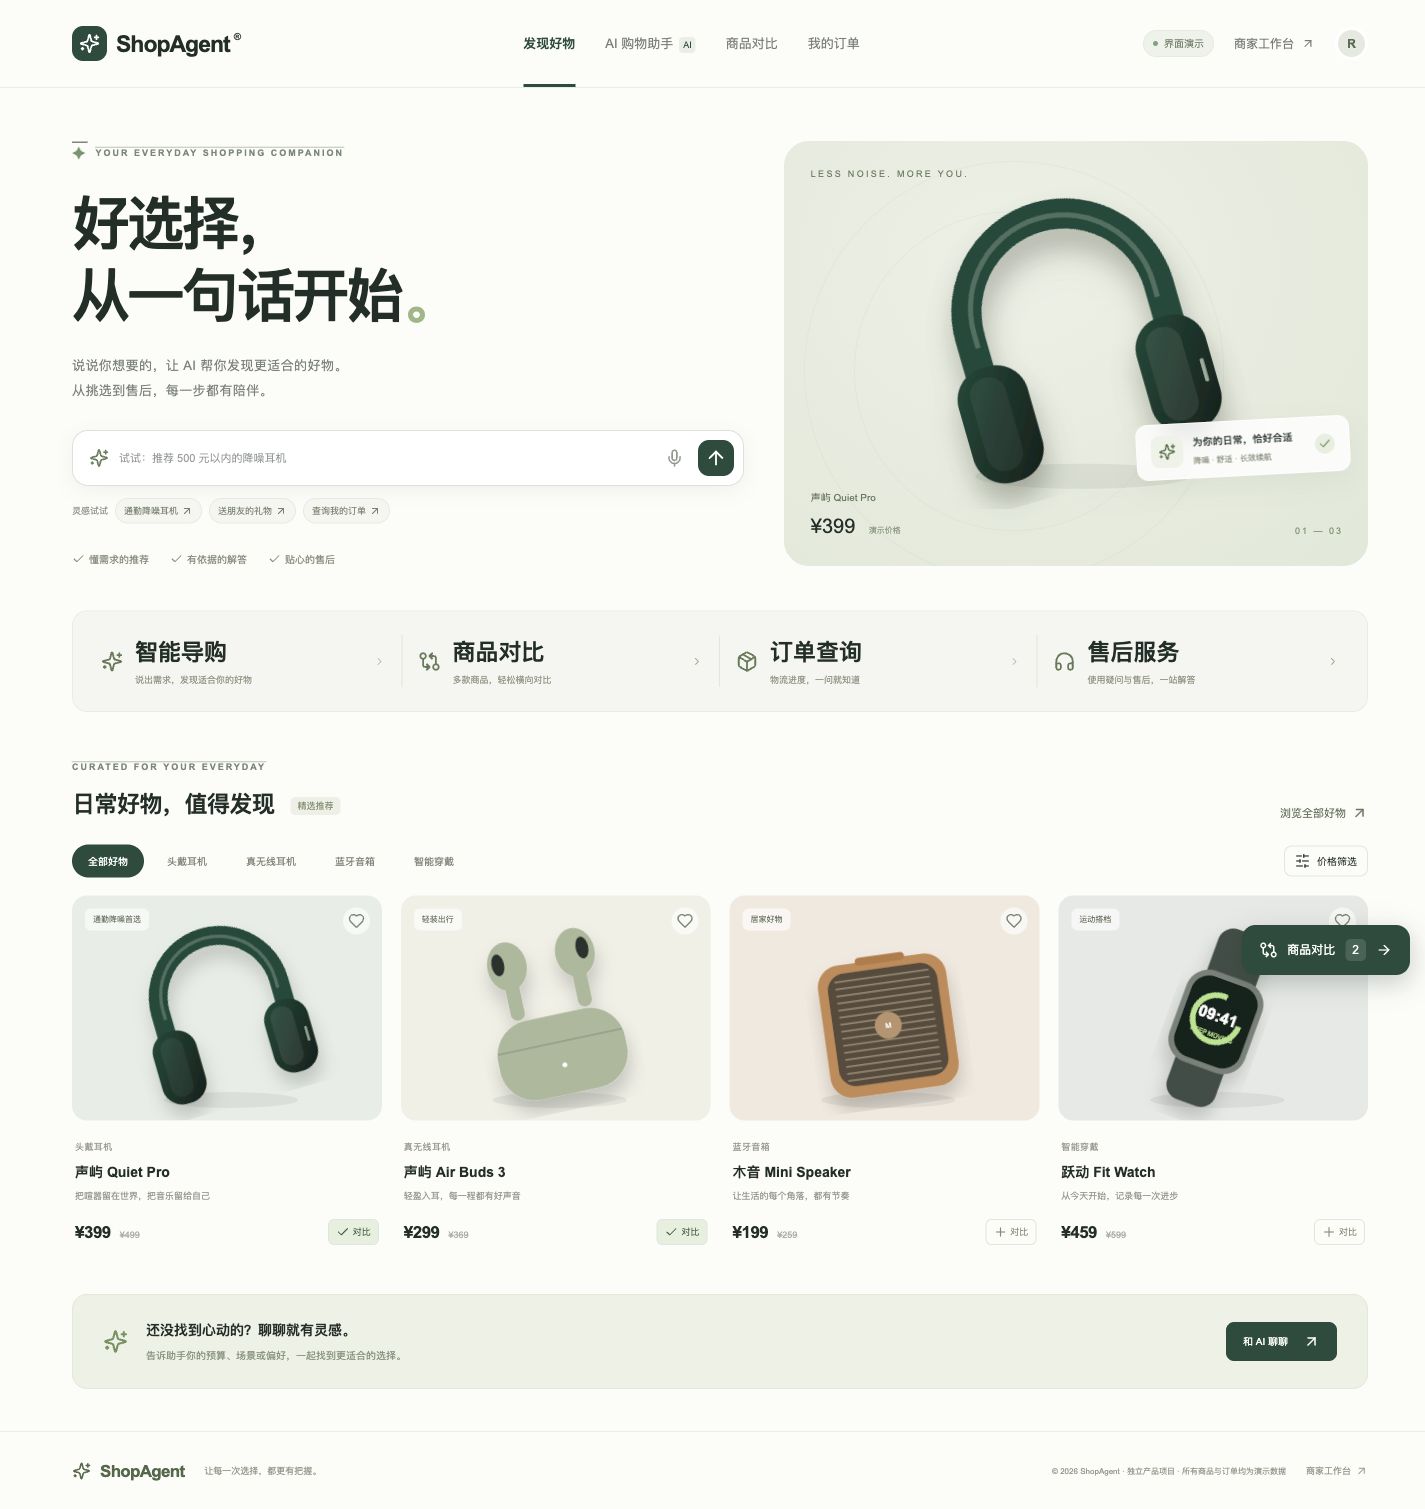 ShopAgent®
发现好物
AI 购物助手 AI
商品对比
我的订单
界面演示
商家工作台
R
YOUR EVERYDAY SHOPPING COMPANION
好选择，
从一句话开始。
说说你想要的，让 AI 帮你发现更适合的好物。
从挑选到售后，每一步都有陪伴。
试试：推荐 500 元以内的降噪耳机
灵感试试
通勤降噪耳机
送朋友的礼物
查询我的订单
懂需求的推荐
有依据的解答
贴心的售后
LESS NOISE. MORE YOU.
为你的日常，恰好合适
降噪 · 舒适 · 长效续航
声屿 Quiet Pro
¥399 演示价格
01 — 03
智能导购
说出需求，发现适合你的好物
商品对比
多款商品，轻松横向对比
订单查询
物流进度，一问就知道
售后服务
使用疑问与售后，一站解答
CURATED FOR YOUR EVERYDAY
日常好物，值得发现 精选推荐
浏览全部好物
全部好物
头戴耳机
真无线耳机
蓝牙音箱
智能穿戴
价格筛选
通勤降噪首选
轻装出行
居家好物
M
运动搭档
09:41
商品对比 2
头戴耳机
声屿 Quiet Pro
把喧嚣留在世界，把音乐留给自己
¥399 ¥499
对比
真无线耳机
声屿 Air Buds 3
轻盈入耳，每一程都有好声音
¥299 ¥369
对比
蓝牙音箱
木音 Mini Speaker
让生活的每个角落，都有节奏
¥199 ¥259
对比
智能穿戴
跃动 Fit Watch
从今天开始，记录每一次进步
¥459 ¥599
对比
还没找到心动的？聊聊就有灵感。
告诉助手你的预算、场景或偏好，一起找到更适合的选择。
和 AI 聊聊
ShopAgent
让每一次选择，都更有把握。
© 2026 ShopAgent · 独立产品项目 · 所有商品与订单均为演示数据
商家工作台